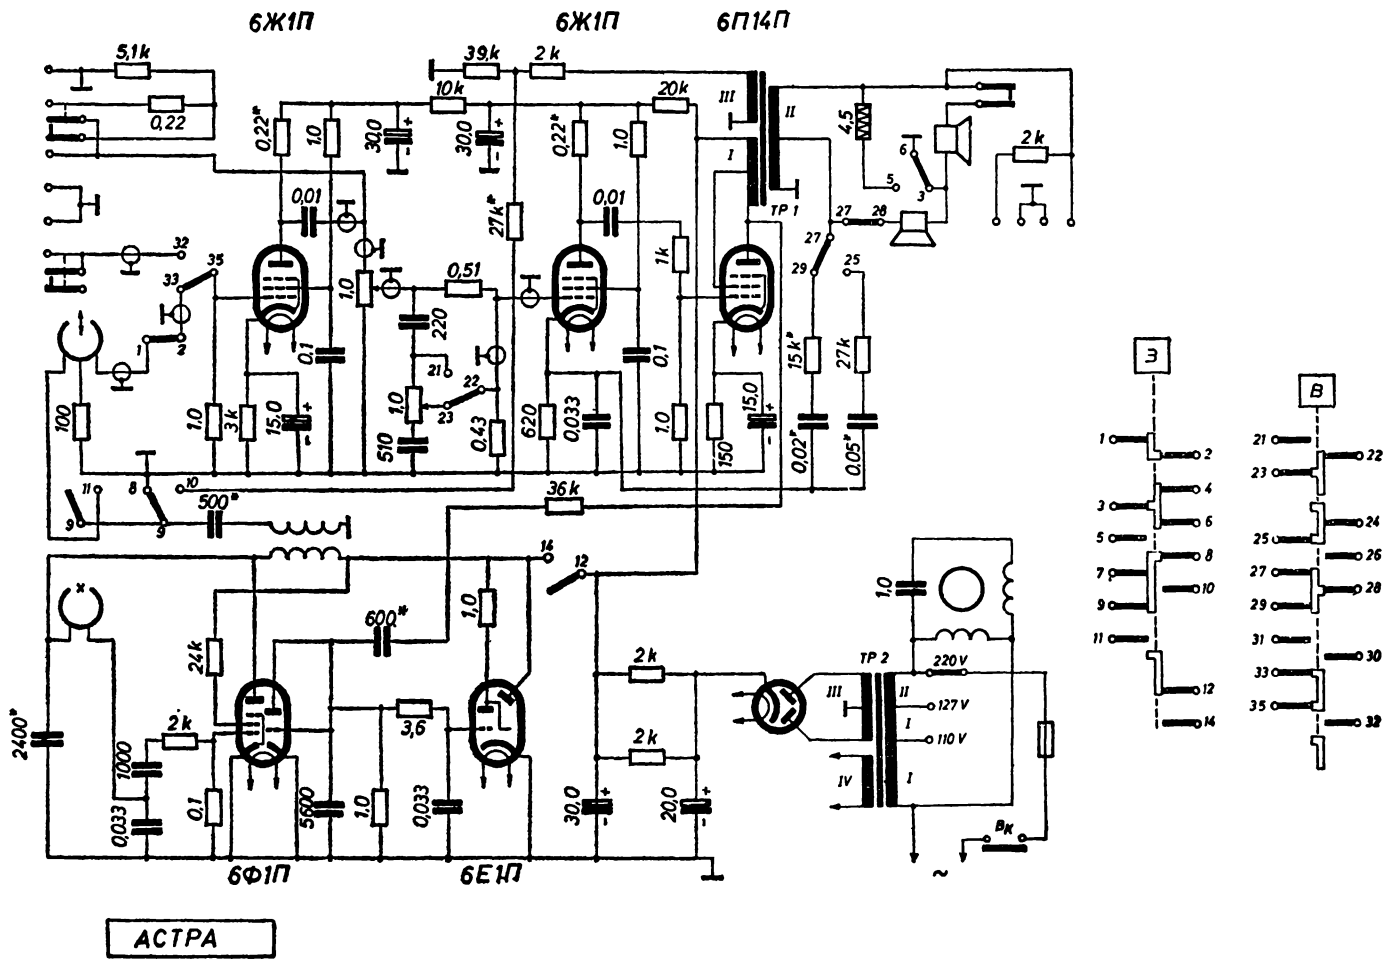 6Ж1П 6Ж1П 6П14П
5,1k 39,k 2k
0,22 10k 20k
0,22* 1.0 30,0 + - 30,0 + - 0,22* 1.0
III II I 4,5 2k
6 5 3
0,01 27k* 0,01 TP 1 27 28
32 33 35 1.0 0,51 1k 27 29 25
1 2 0,1 220 21 22 23 0,1 15k* 27k
100 1.0 3k 15,0 + - 1.0 510 0,43 620 0,033 1.0 150 15,0 + - 0,02* 0,05*
11 8 10 9 9 500* 36k
14 12
x 24k 600* 1,0 1,0
2400* 2k 1000 3,6 2k 2k
0,033 0,1 5600 1.0 0,033 30,0 + - 20,0 + -
TP 2 III IV II I I 220 V 127 V 110 V
Вк
~
6Ф1П 6Е1П
АСТРА
З
1 2
4
3 6
5
7 8
9 10
11
12
14
В
21 22
23
24
25 26
27 28
29
31 30
33
35 32